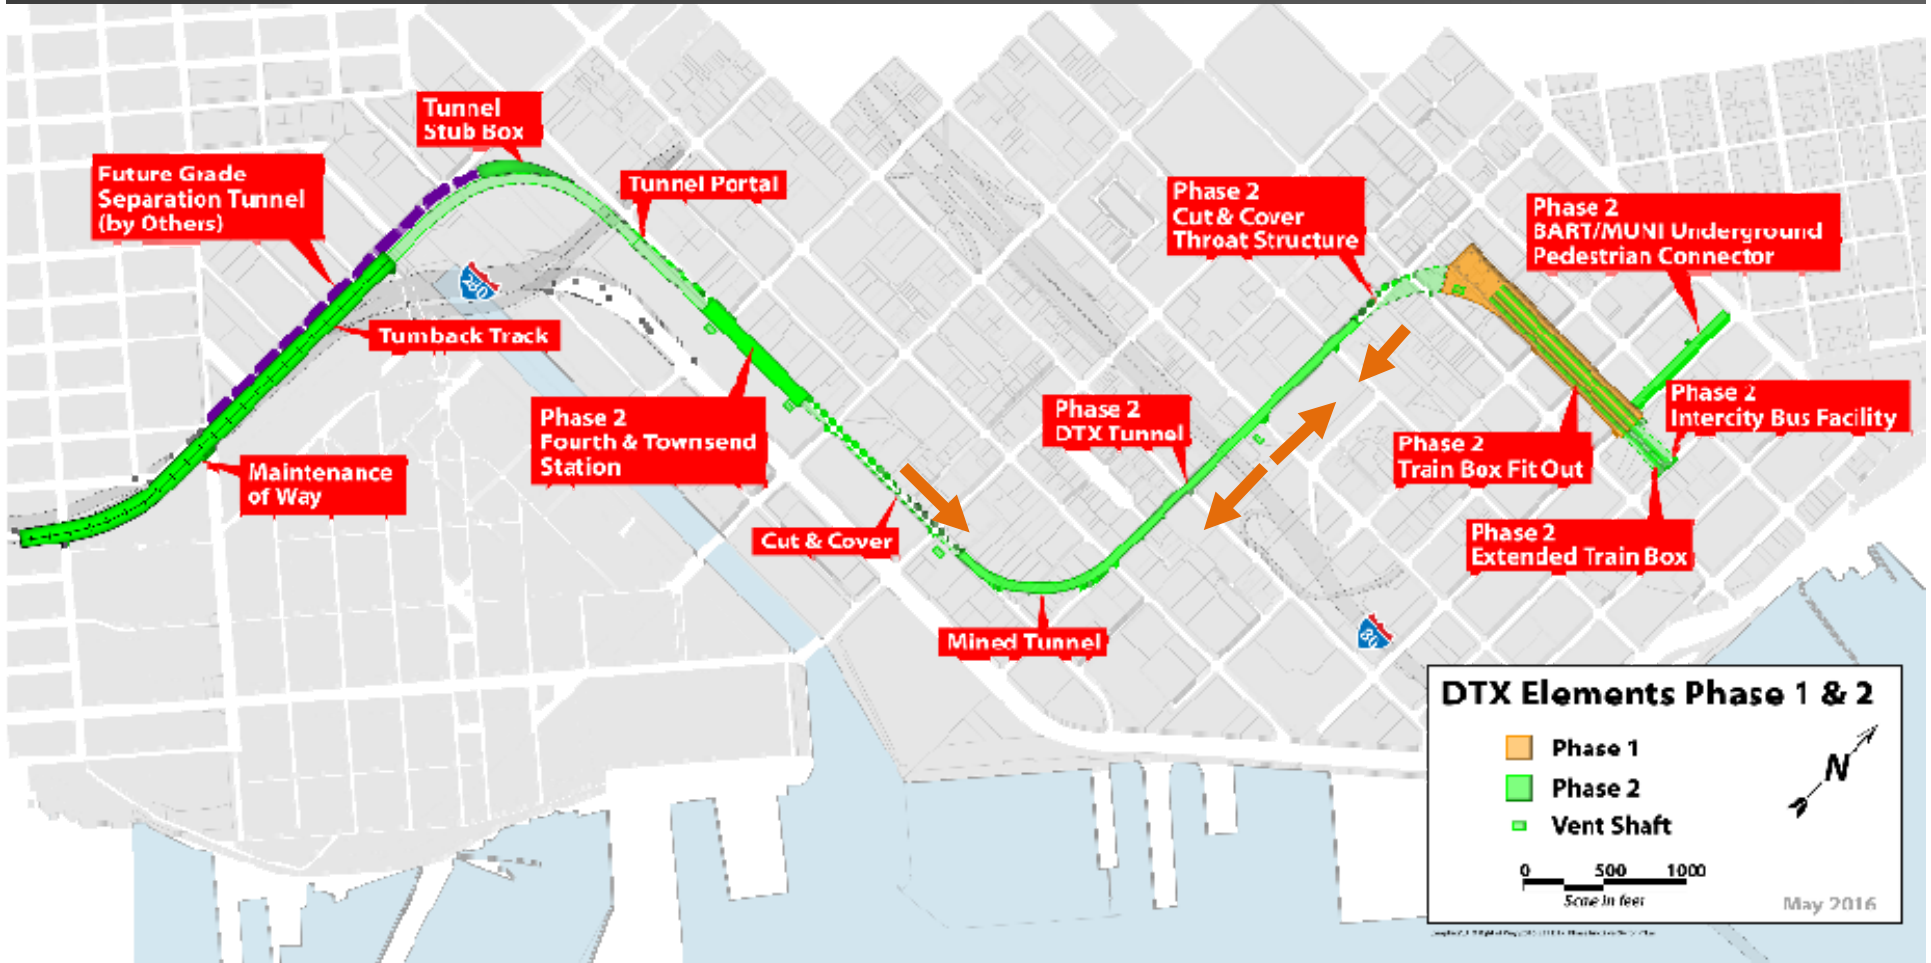 Tunnel
Stub Box
Future Grade
Separation Tunnel
(by Others)
Tunnel Portal
Phase 2
Cut & Cover
Throat Structure
Phase 2
BART/MUNI Underground
Pedestrian Connector
280
Turnback Track
Phase 2
Fourth & Townsend
Station
Phase 2
DTX Tunnel
Phase 2
Intercity Bus Facility
Phase 2
Train Box Fit Out
Maintenance
of Way
Cut & Cover
Phase 2
Extended Train Box
Mined Tunnel
80
DTX Elements Phase 1 & 2
Phase 1
Phase 2
Vent Shaft
N
0 500 1000
Scale in feet
May 2016